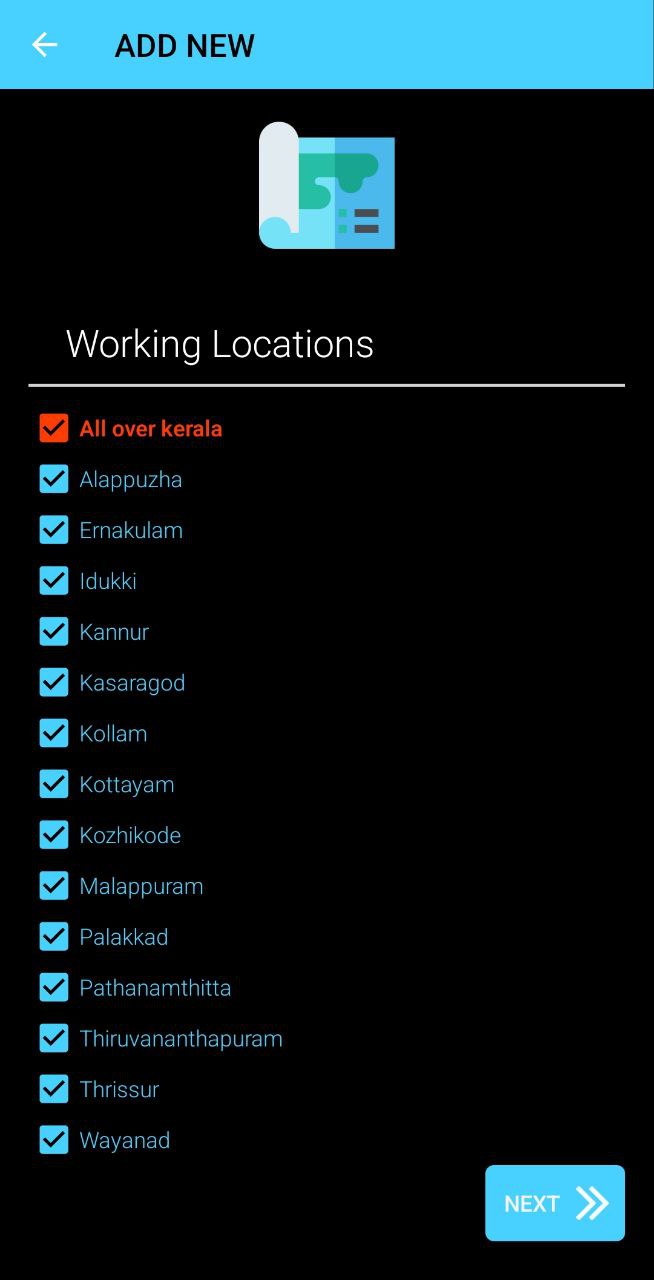 ADD NEW
Working Locations
All over kerala
Alappuzha
Ernakulam
Idukki
Kannur
Kasaragod
Kollam
Kottayam
Kozhikode
Malappuram
Palakkad
Pathanamthitta
Thiruvananthapuram
Thrissur
Wayanad
NEXT